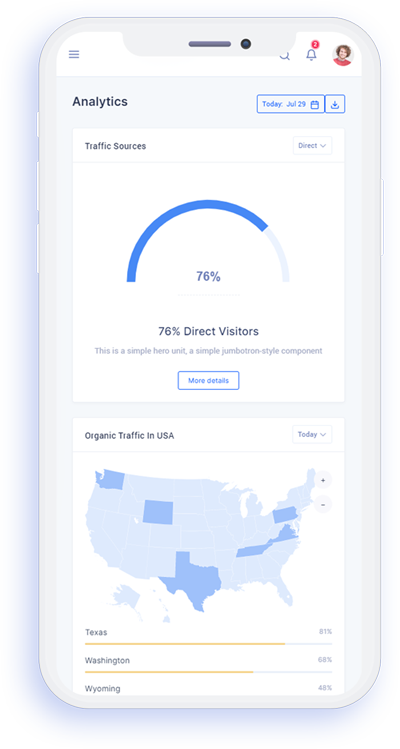 2
Analytics
Today: Jul 29
Traffic Sources
Direct
76%
76% Direct Visitors
This is a simple hero unit, a simple jumbotron-style component
More details
Organic Traffic In USA
Today
+
−
Texas 81%
Washington 68%
Wyoming 48%